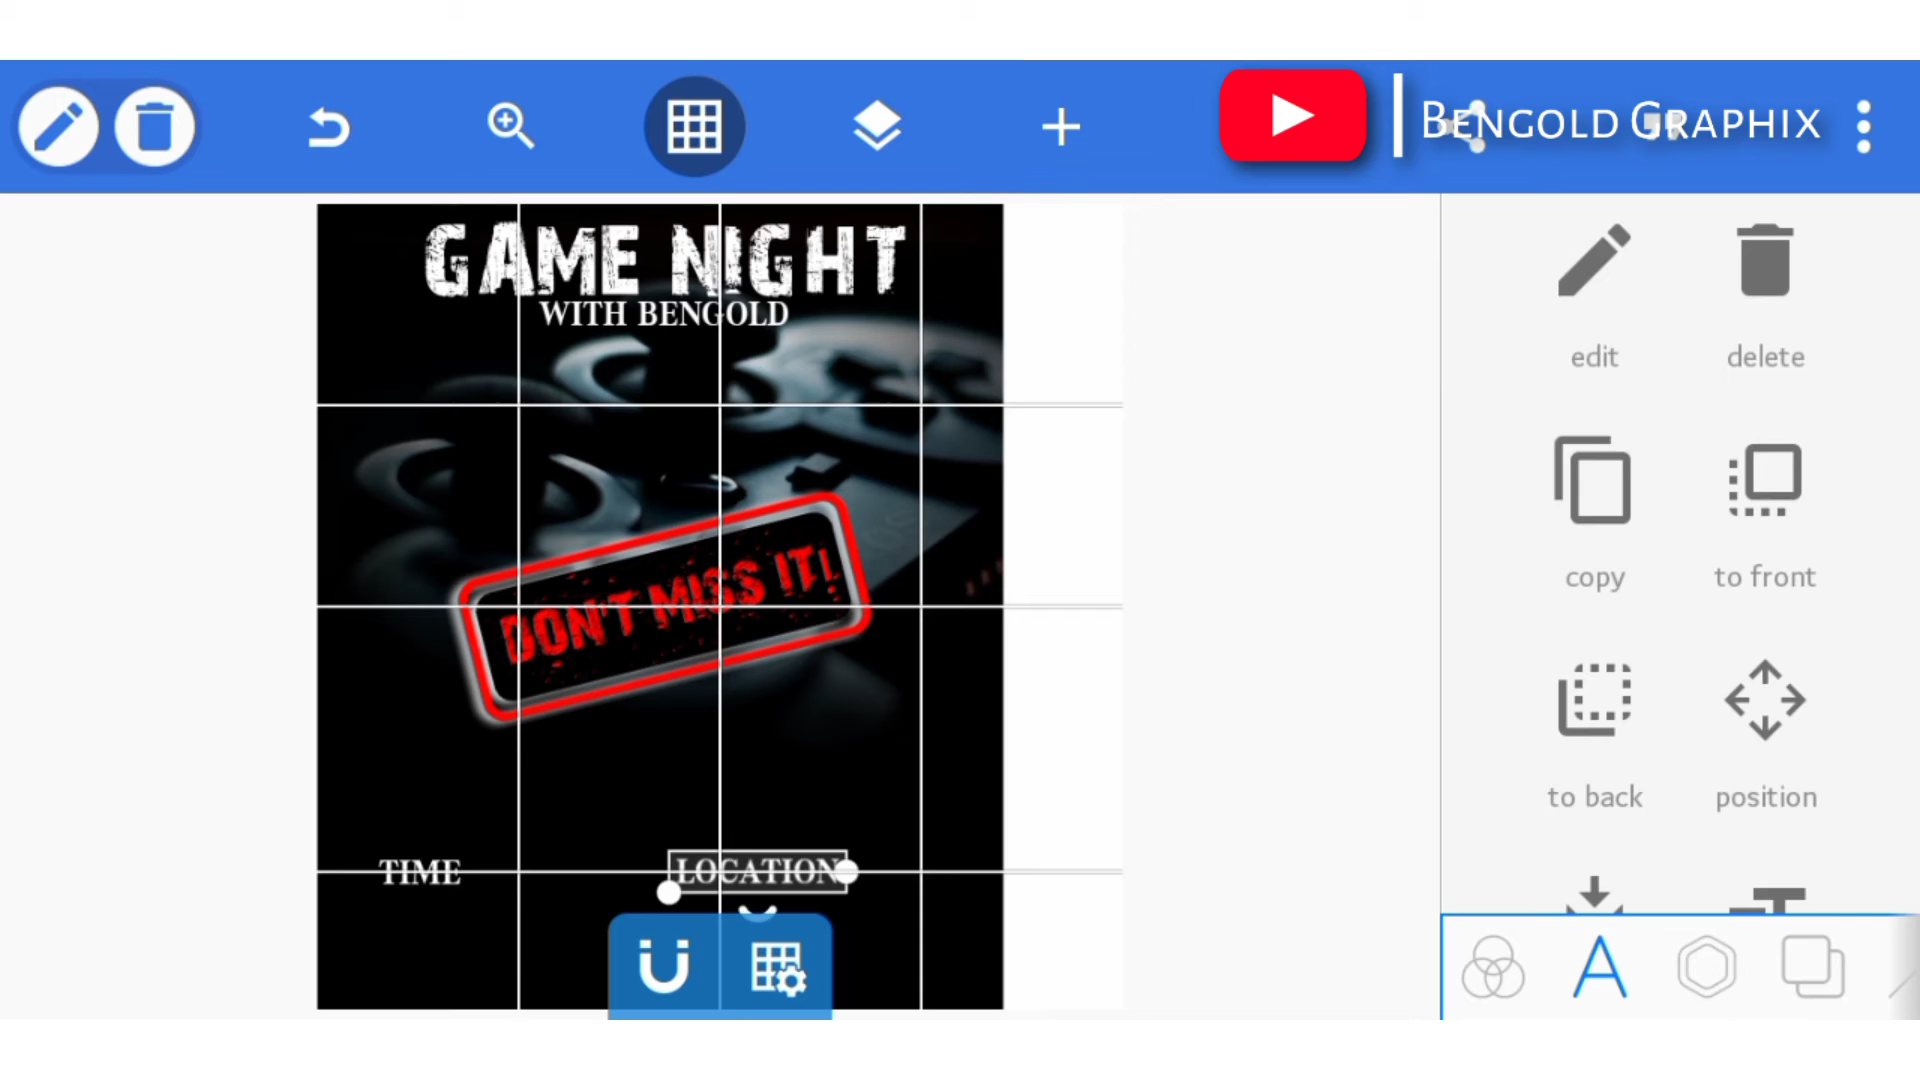 BENGOLD GRAPHIX
GAME NIGHT
WITH BENGOLD
DON'T MISS IT!
TIME
LOCATION
edit
delete
copy
to front
to back
position